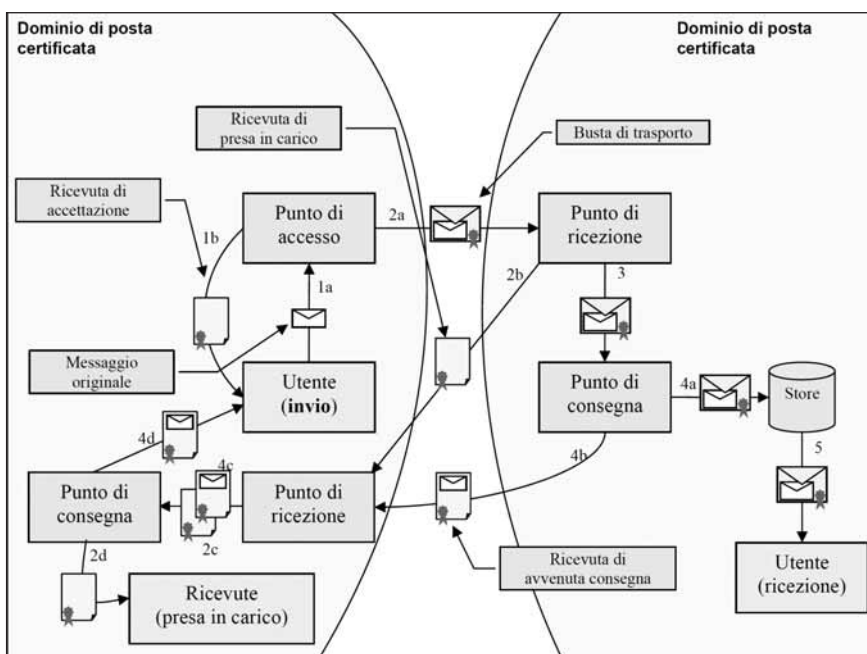 Dominio di posta
certificata
Dominio di posta
certificata
Ricevuta di
presa in carico
Busta di trasporto
Ricevuta di
accettazione
1b
Punto di
accesso
2a
Punto di
ricezione
2b
3
1a
Messaggio
originale
Utente
(invio)
Punto di
consegna
4a
Store
4d
4b
5
4c
Punto di
consegna
Punto di
ricezione
2c
2d
Ricevute
(presa in carico)
Ricevuta di
avvenuta consegna
Utente
(ricezione)